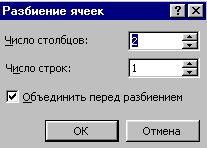 Разбиение ячеек
Число столбцов: 2
Число строк: 1
Объединить перед разбиением
ОК Отмена